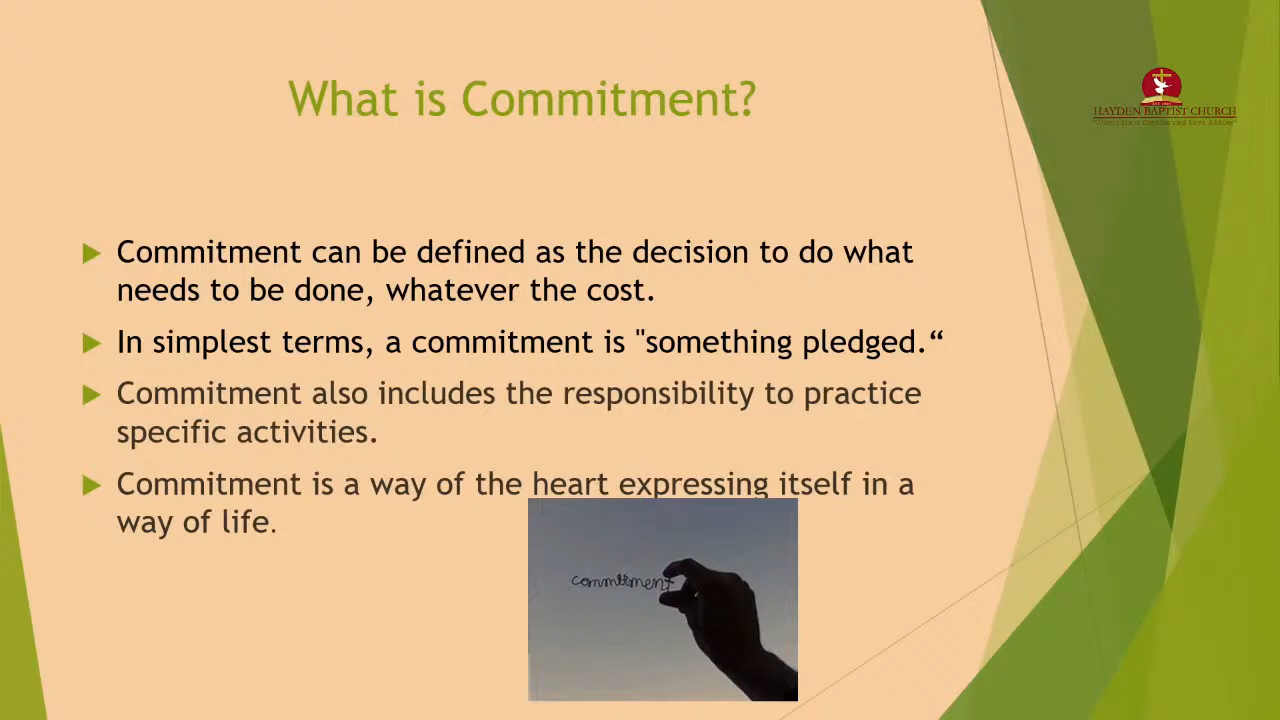 What is Commitment?
HAYDEN BAPTIST CHURCH
Commitment can be defined as the decision to do what
needs to be done, whatever the cost.
In simplest terms, a commitment is "something pledged.“
Commitment also includes the responsibility to practice
specific activities.
Commitment is a way of the heart expressing itself in a
way of life.
commitment